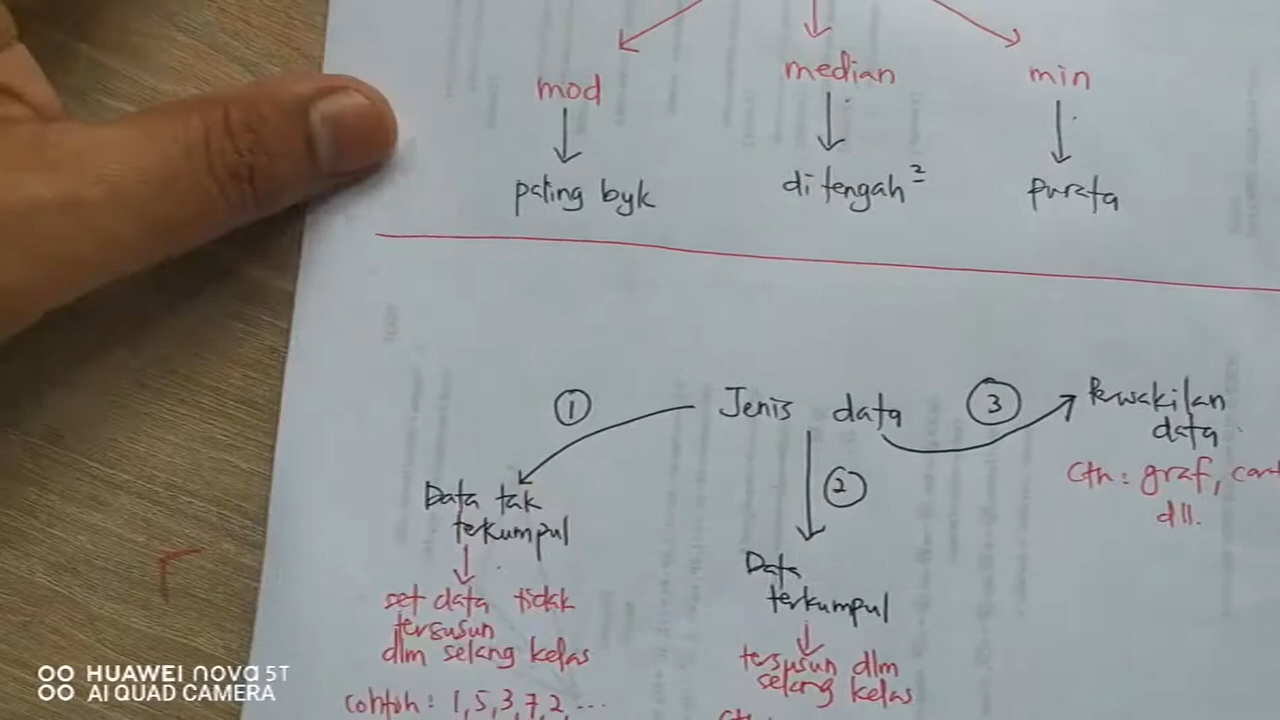 mod
median
min
paling byk
di tengah²
purata
Jenis data
①
②
③
Perwakilan
data
Cth: graf,
dll.
Data tak
terkumpul
set data tidak
tersusun
dlm selang kelas
contoh: 1,5,3,7,2,...
Data
terkumpul
tersusun dlm
selang kelas
HUAWEI nova 5T
AI QUAD CAMERA